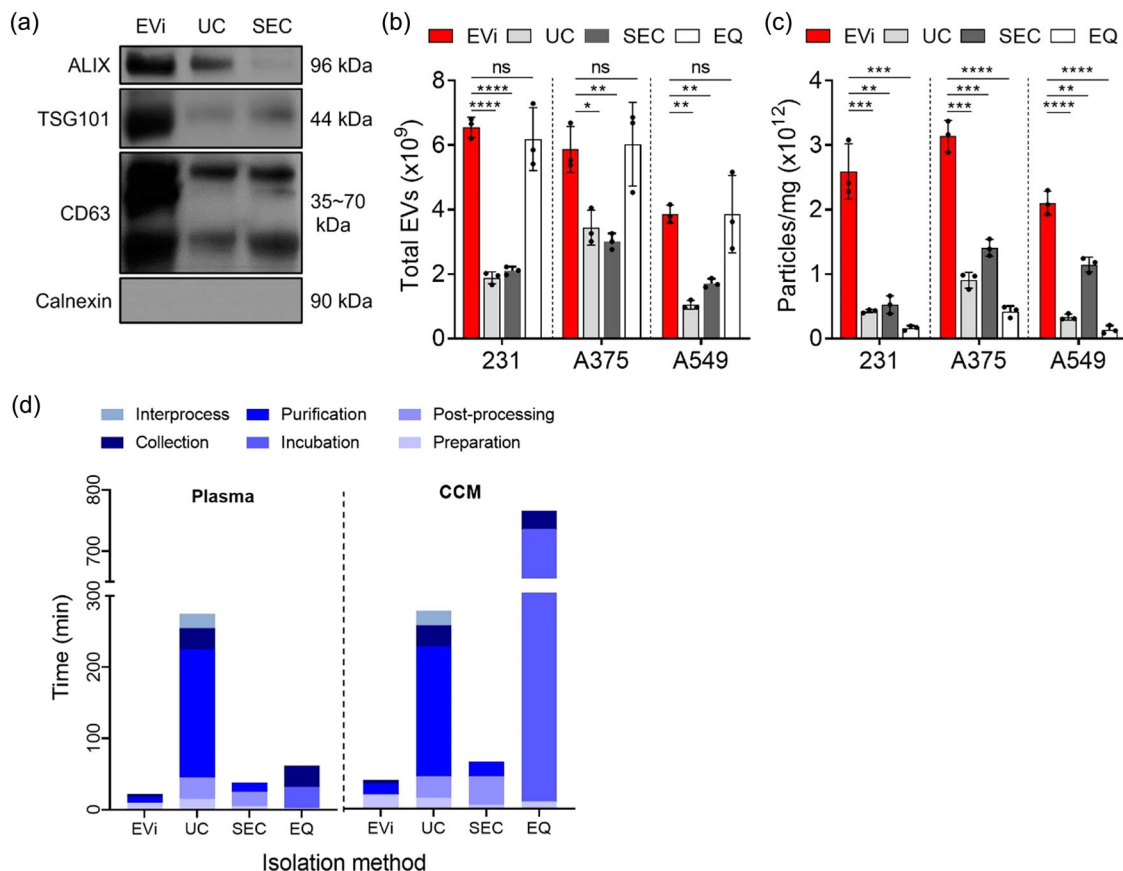 (a)
EVi UC SEC
ALIX 96 kDa
TSG101 44 kDa
CD63 35~70
kDa
Calnexin 90 kDa
(b)
EVi UC SEC EQ
Total EVs (x10⁹)
8
6
4
2
0
**** **** ns
* ** ns
** ** ns
231 A375 A549
(c)
EVi UC SEC EQ
Particles/mg (x10¹²)
4
3
2
1
0
*** ** ***
*** *** ****
**** ** ****
231 A375 A549
(d)
Interprocess Purification Post-processing
Collection Incubation Preparation
Plasma CCM
Time (min)
800
700
300
200
100
0
EVi UC SEC EQ EVi UC SEC EQ
Isolation method